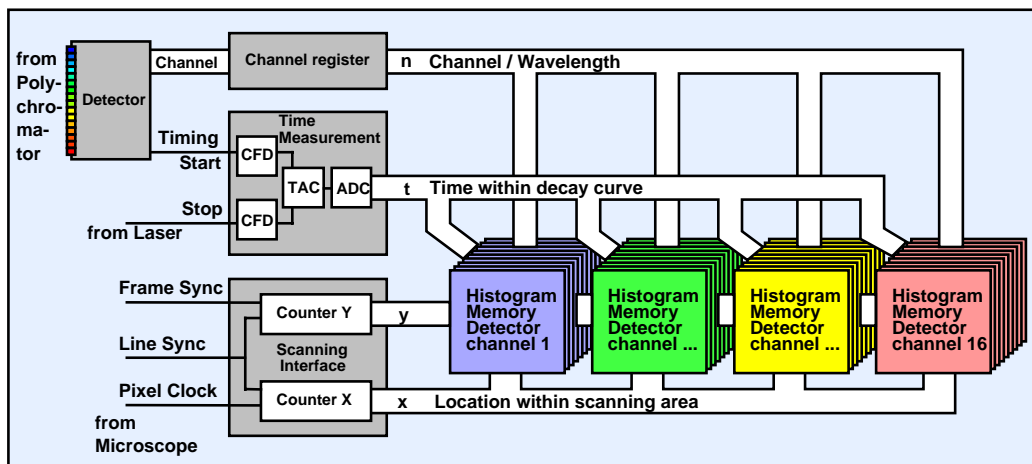 from
Poly-
chro-
ma-
tor
Detector
Channel
Channel register
n Channel / Wavelength
Timing
Start
Time
Measurement
CFD
TAC
ADC
t Time within decay curve
Stop
from Laser
CFD
Frame Sync
Counter Y
y
Line Sync
Scanning
Interface
Pixel Clock
Counter X
x Location within scanning area
from
Microscope
Histogram
Memory
Detector
channel 1
Histogram
Memory
Detector
channel ...
Histogram
Memory
Detector
channel ...
Histogram
Memory
Detector
channel 16